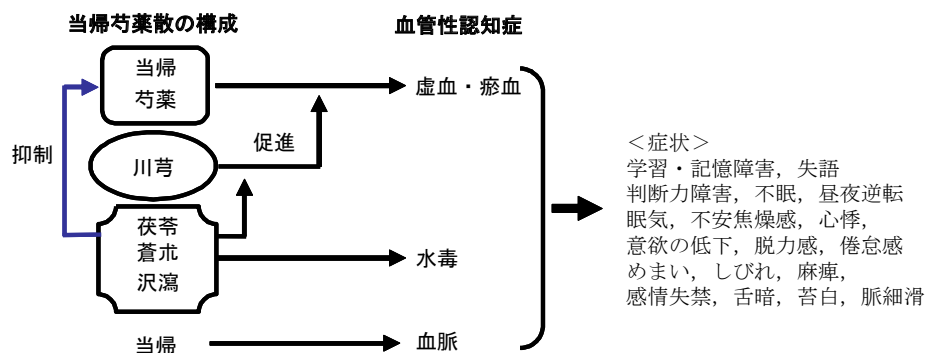 当帰芍薬散の構成
血管性認知症
当帰
芍薬
虚血・瘀血
抑制
促進
川芎
茯苓
蒼朮
沢瀉
水毒
当帰
血脈
＜症状＞
学習・記憶障害，失語
判断力障害，不眠，昼夜逆転
眠気，不安焦燥感，心悸，
意欲の低下，脱力感，倦怠感
めまい，しびれ，麻痺，
感情失禁，舌暗，苔白，脈細滑